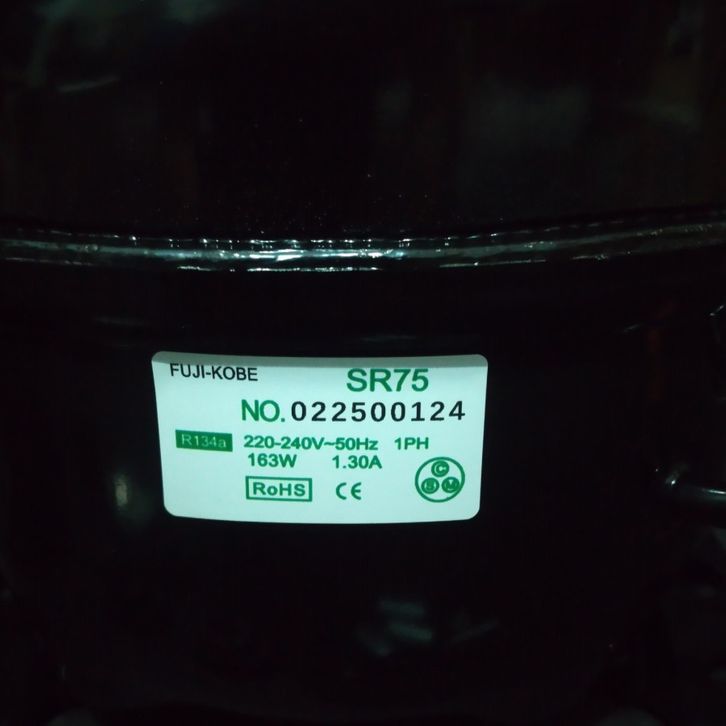 FUJI-KOBE SR75
NO. 022500124
R134a 220-240V~50Hz 1PH
163W 1.30A
RoHS CE
C
S M